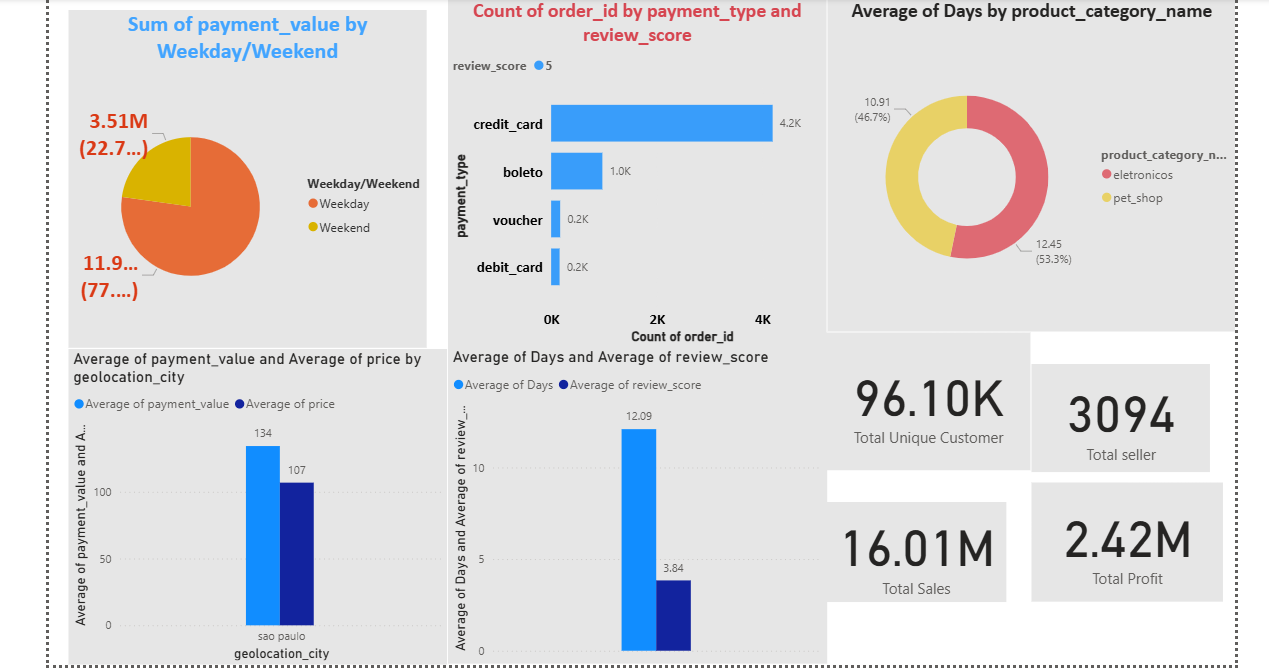 Sum of payment_value by
Weekday/Weekend
3.51M
(22.7...)
11.9...
(77....)
Weekday/Weekend
Weekday
Weekend
Count of order_id by payment_type and
review_score
review_score 5
payment_type
credit_card 4.2K
boleto 1.0K
voucher 0.2K
debit_card 0.2K
0K 2K 4K
Count of order_id
Average of Days by product_category_name
10.91
(46.7%)
12.45
(53.3%)
product_category_n...
eletronicos
pet_shop
Average of payment_value and Average of price by
geolocation_city
Average of payment_value Average of price
Average of payment_value and A...
100
50
0
134
107
sao paulo
geolocation_city
Average of Days and Average of review_score
Average of Days Average of review_score
Average of Days and Average of review_...
10
5
0
12.09
3.84
96.10K
Total Unique Customer
3094
Total seller
16.01M
Total Sales
2.42M
Total Profit